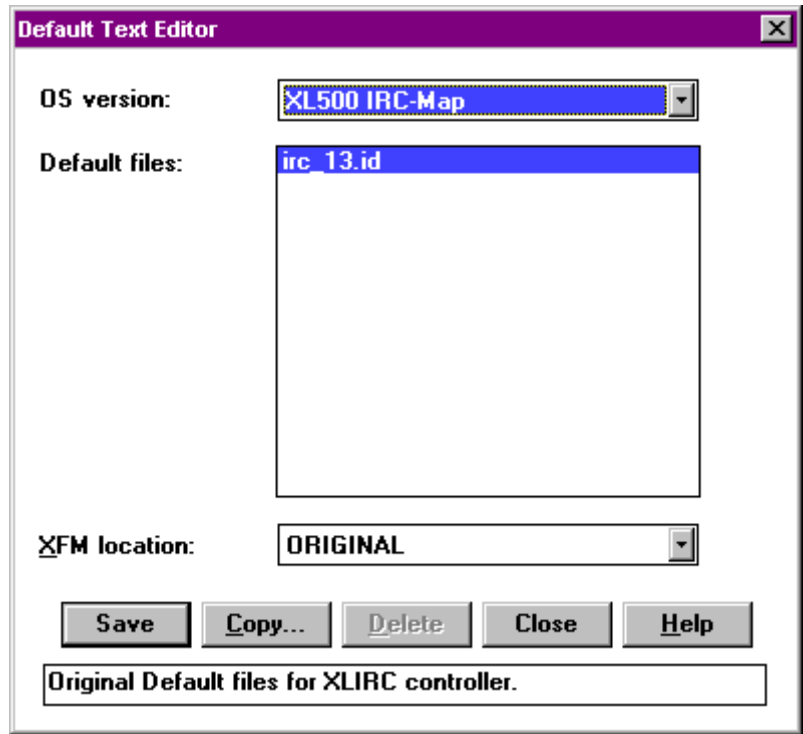 Default Text Editor
OS version:
XL500 IRC-Map
Default files:
irc_13.id
XFM location:
ORIGINAL
Save Copy... Delete Close Help
Original Default files for XLIRC controller.